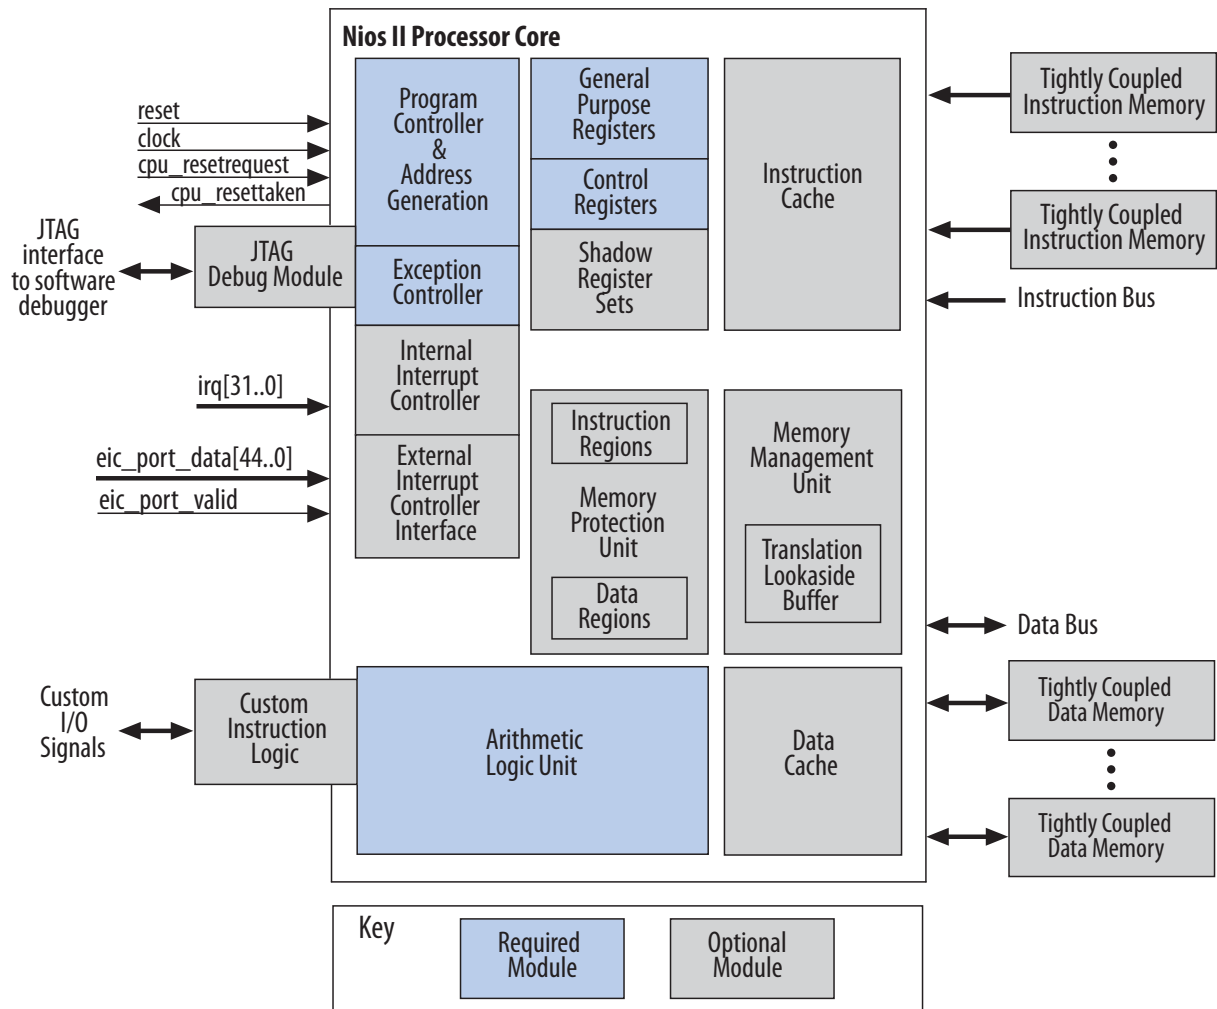 Nios II Processor Core
reset
clock
cpu_resetrequest
cpu_resettaken
JTAG
interface
to software
debugger
JTAG
Debug Module
irq[31..0]
eic_port_data[44..0]
eic_port_valid
Custom
I/O
Signals
Custom
Instruction
Logic
Program
Controller
&
Address
Generation
Exception
Controller
Internal
Interrupt
Controller
External
Interrupt
Controller
Interface
General
Purpose
Registers
Control
Registers
Shadow
Register
Sets
Instruction
Cache
Instruction
Regions
Memory
Protection
Unit
Data
Regions
Memory
Management
Unit
Translation
Lookaside
Buffer
Arithmetic
Logic Unit
Data
Cache
Tightly Coupled
Instruction Memory
Tightly Coupled
Instruction Memory
Instruction Bus
Data Bus
Tightly Coupled
Data Memory
Tightly Coupled
Data Memory
Key
Required
Module
Optional
Module